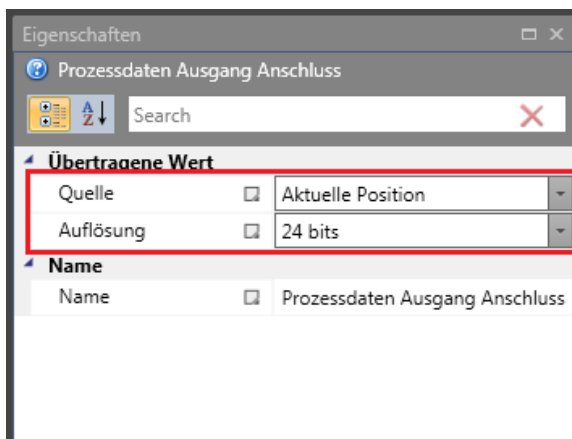 Eigenschaften
Prozessdaten Ausgang Anschluss
Search
Übertragene Wert
Quelle Aktuelle Position
Auflösung 24 bits
Name
Name Prozessdaten Ausgang Anschluss